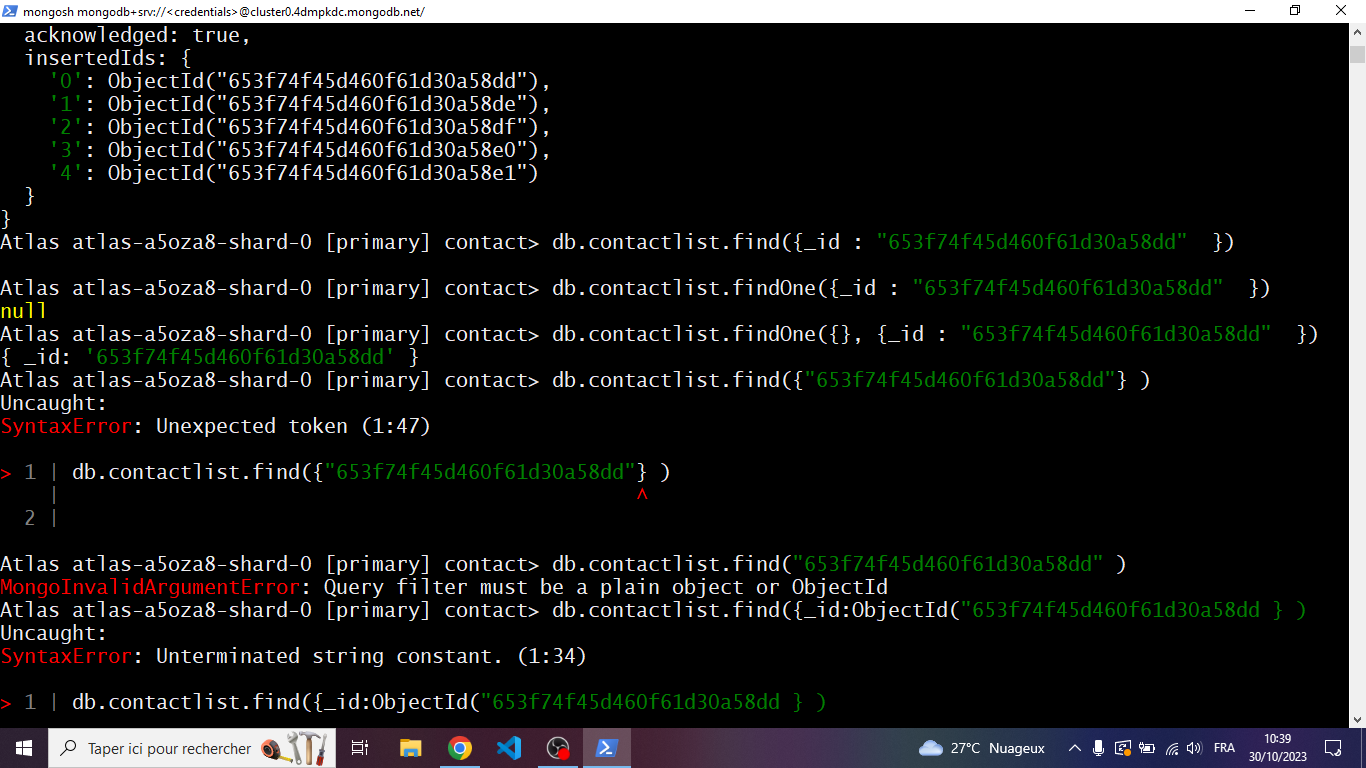 mongosh mongodb+srv://<credentials>@cluster0.4dmpkdc.mongodb.net/
acknowledged: true,
insertedIds: {
'0': ObjectId("653f74f45d460f61d30a58dd"),
'1': ObjectId("653f74f45d460f61d30a58de"),
'2': ObjectId("653f74f45d460f61d30a58df"),
'3': ObjectId("653f74f45d460f61d30a58e0"),
'4': ObjectId("653f74f45d460f61d30a58e1")
}
}
Atlas atlas-a5oza8-shard-0 [primary] contact> db.contactlist.find({_id : "653f74f45d460f61d30a58dd"  })
Atlas atlas-a5oza8-shard-0 [primary] contact> db.contactlist.findOne({_id : "653f74f45d460f61d30a58dd"  })
null
Atlas atlas-a5oza8-shard-0 [primary] contact> db.contactlist.findOne({}, {_id : "653f74f45d460f61d30a58dd"  })
{ _id: '653f74f45d460f61d30a58dd' }
Atlas atlas-a5oza8-shard-0 [primary] contact> db.contactlist.find({"653f74f45d460f61d30a58dd"} )
Uncaught:
SyntaxError: Unexpected token (1:47)
> 1 | db.contactlist.find({"653f74f45d460f61d30a58dd"} )
| ^
2 |
Atlas atlas-a5oza8-shard-0 [primary] contact> db.contactlist.find("653f74f45d460f61d30a58dd" )
MongoInvalidArgumentError: Query filter must be a plain object or ObjectId
Atlas atlas-a5oza8-shard-0 [primary] contact> db.contactlist.find({_id:ObjectId("653f74f45d460f61d30a58dd } )
Uncaught:
SyntaxError: Unterminated string constant. (1:34)
> 1 | db.contactlist.find({_id:ObjectId("653f74f45d460f61d30a58dd } )
Taper ici pour rechercher
27°C Nuageux
FRA
10:39
30/10/2023